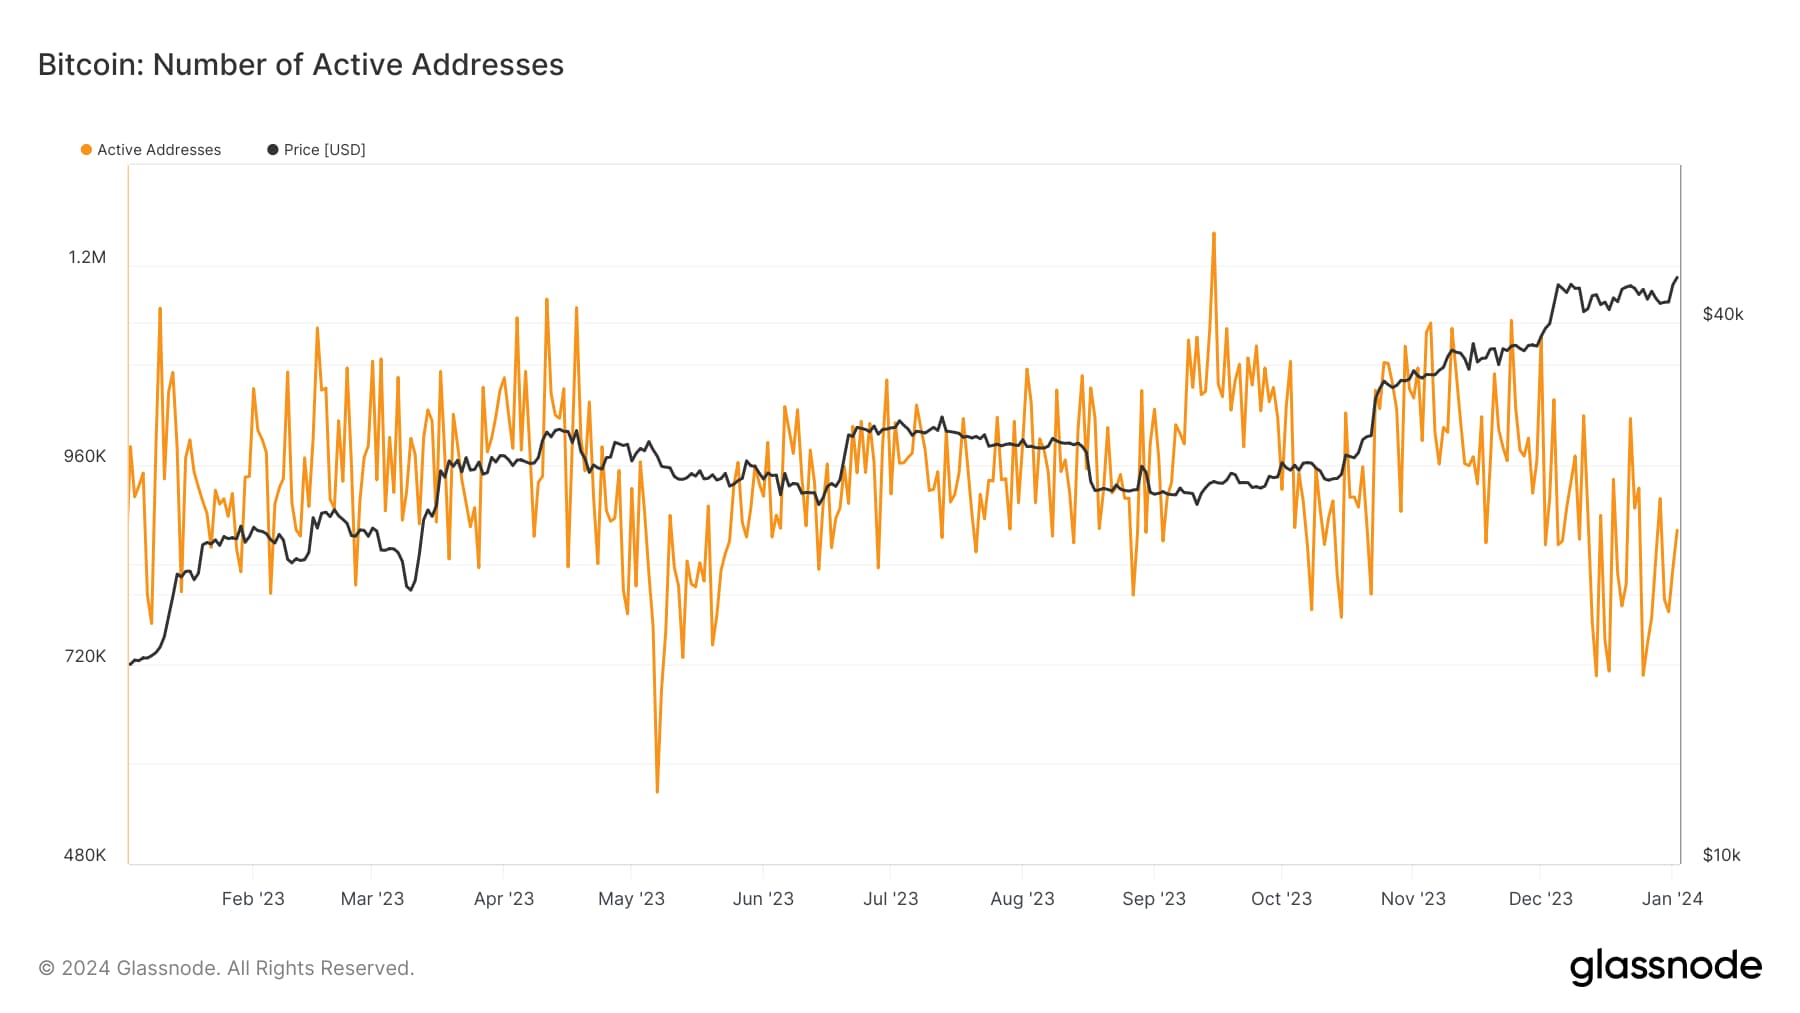 Bitcoin: Number of Active Addresses
Active Addresses Price [USD]
1.2M
960K
720K
480K
$40k
$10k
Feb '23 Mar '23 Apr '23 May '23 Jun '23 Jul '23 Aug '23 Sep '23 Oct '23 Nov '23 Dec '23 Jan '24
© 2024 Glassnode. All Rights Reserved.
glassnode